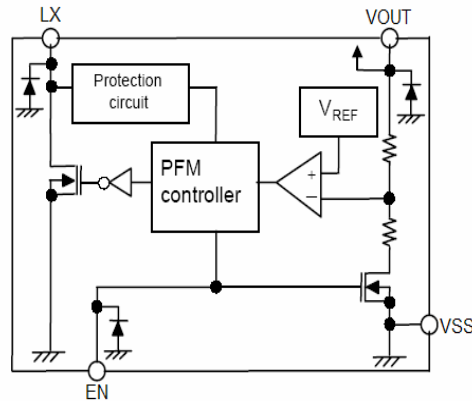 LX
VOUT
Protection
circuit
VREF
PFM
controller
+
−
VSS
EN